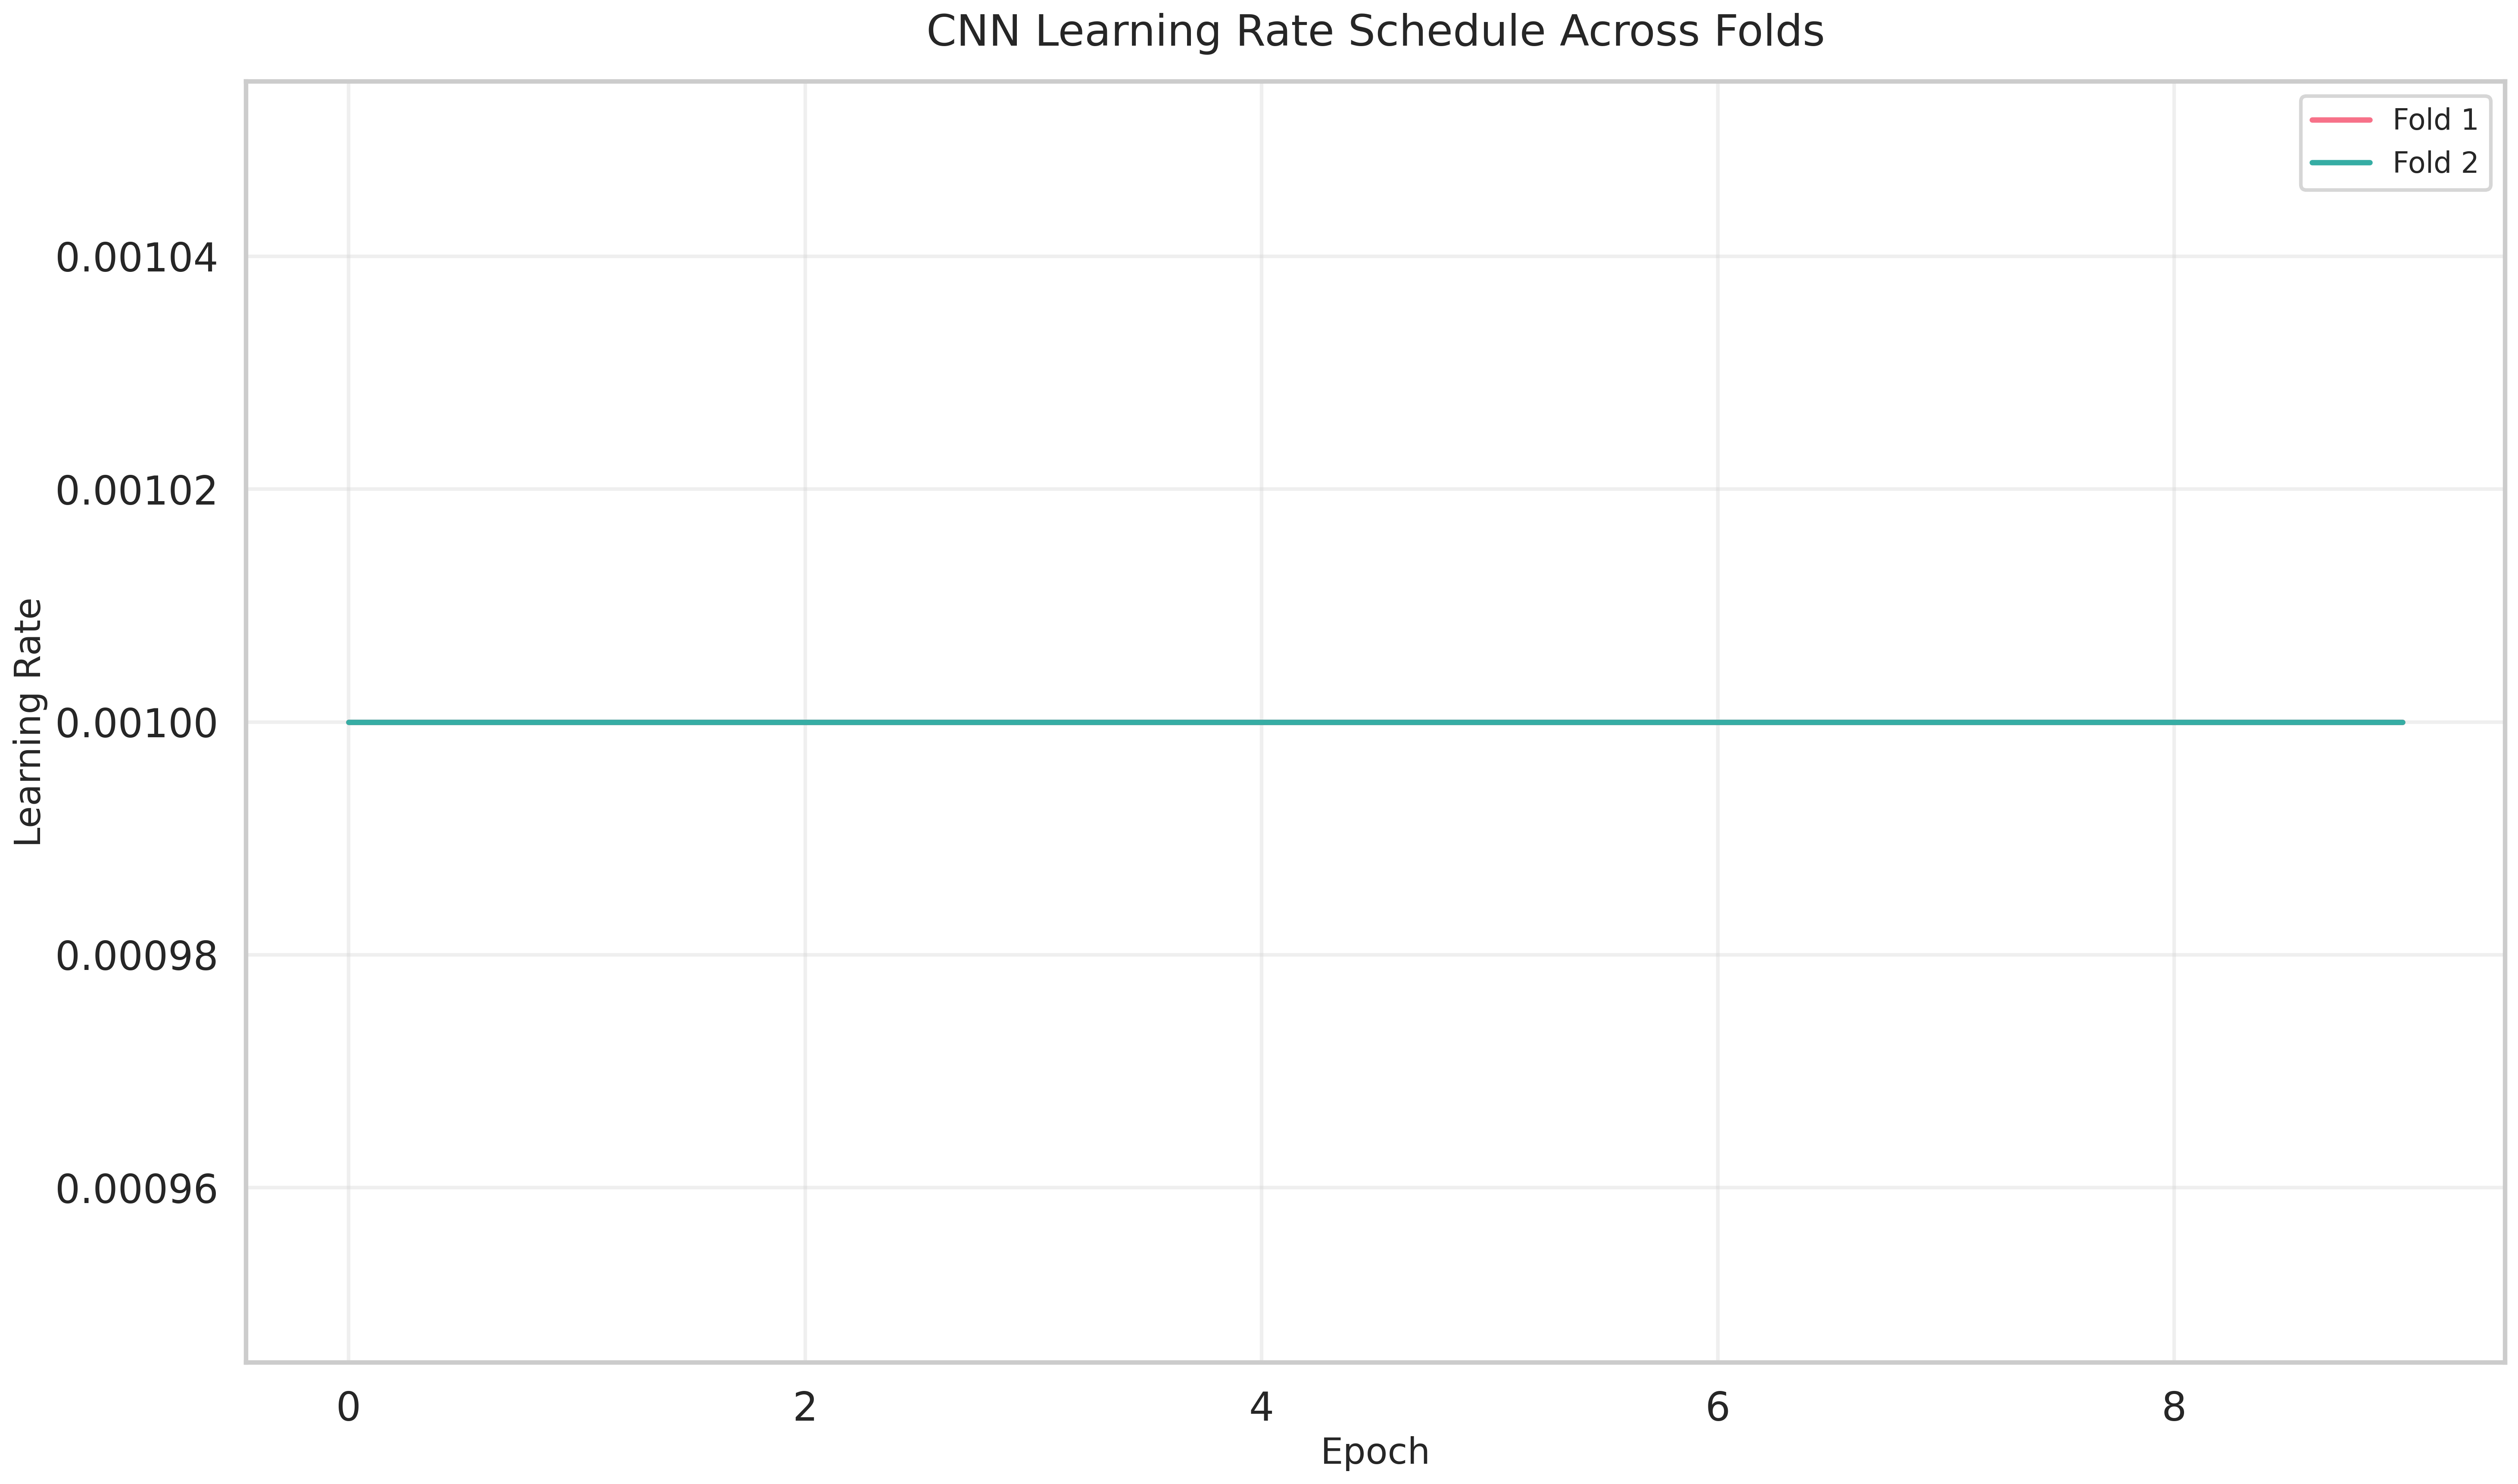 CNN Learning Rate Schedule Across Folds
Fold 1
Fold 2
0.00104
0.00102
0.00100
0.00098
0.00096
Learning Rate
0 2 4 6 8
Epoch